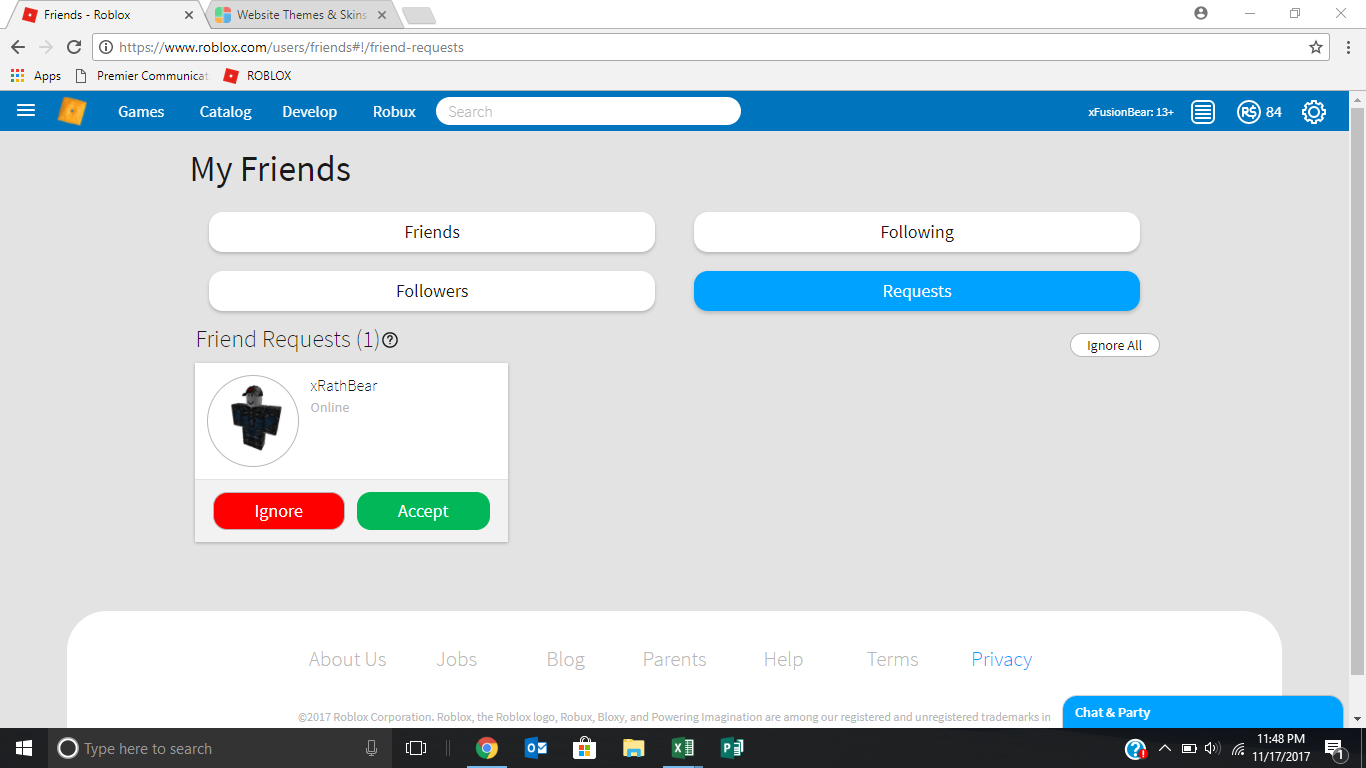 Friends - Roblox
Website Themes & Skins
https://www.roblox.com/users/friends#!/friend-requests
Apps
Premier Communicat
ROBLOX
Games
Catalog
Develop
Robux
Search
xFusionBear: 13+
R$ 84
My Friends
Friends
Following
Followers
Requests
Friend Requests (1)?
Ignore All
xRathBear
Online
Ignore
Accept
About Us
Jobs
Blog
Parents
Help
Terms
Privacy
©2017 Roblox Corporation. Roblox, the Roblox logo, Robux, Bloxy, and Powering Imagination are among our registered and unregistered trademarks in
Chat & Party
Type here to search
11:48 PM
11/17/2017
1